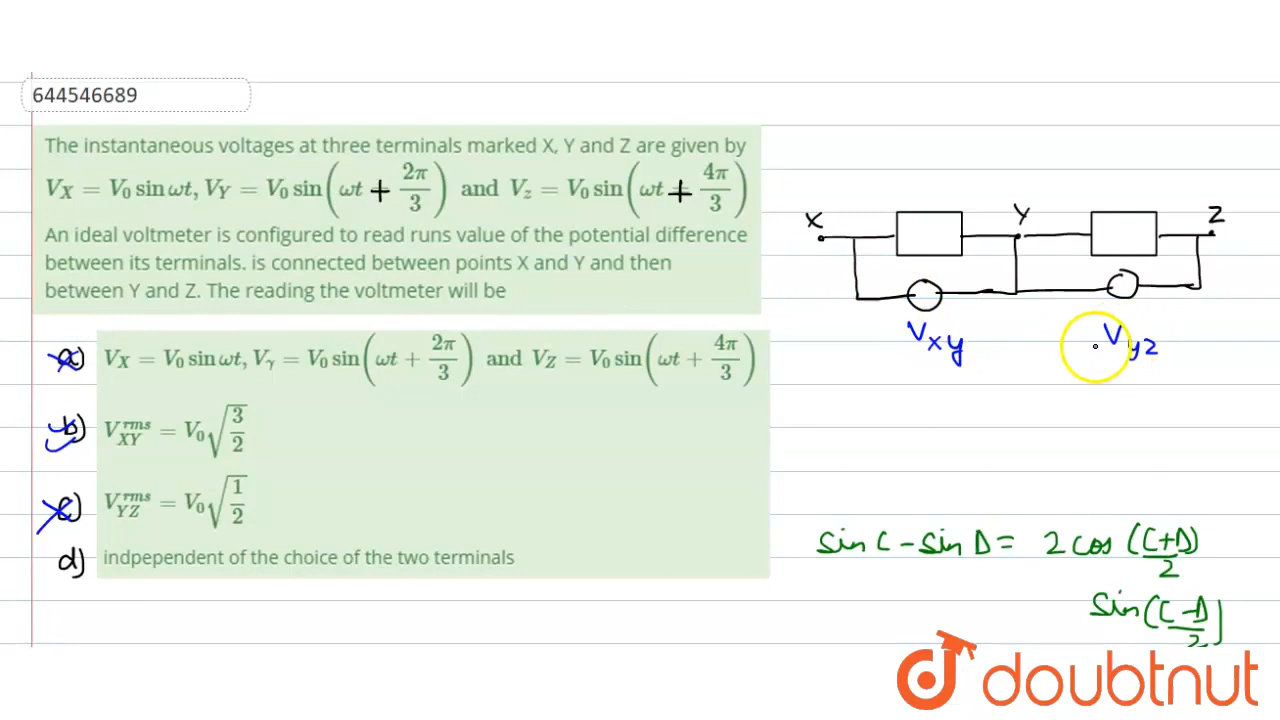 644546689
The instantaneous voltages at three terminals marked X, Y and Z are given by
V_X = V_0 sin ωt, V_Y = V_0 sin(ωt + 2π/3) and V_z = V_0 sin(ωt + 4π/3)
An ideal voltmeter is configured to read runs value of the potential difference
between its terminals. is connected between points X and Y and then
between Y and Z. The reading the voltmeter will be
a) V_X = V_0 sin ωt, V_γ = V_0 sin(ωt + 2π/3) and V_Z = V_0 sin(ωt + 4π/3)
b) V_XY^rms = V_0 √(3/2)
c) V_YZ^rms = V_0 √(1/2)
d) indpependent of the choice of the two terminals
X Y Z
V_xy V_yz
sin C - sin D = 2 cos (C+D)/2
sin (C-D)/2
doubtnut